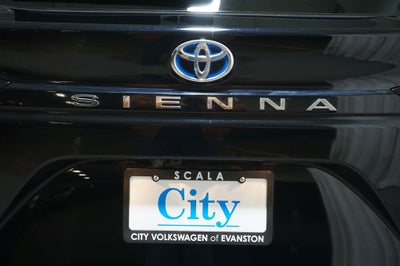 SIENNA
SCALA
City
CITY VOLKSWAGEN of EVANSTON